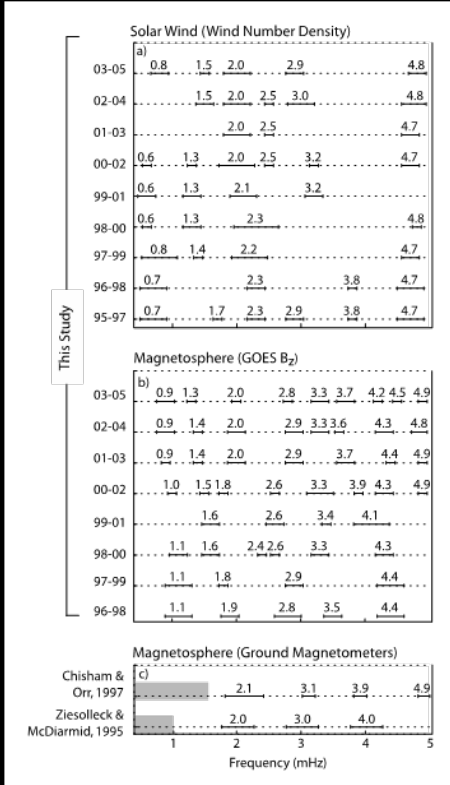 Solar Wind (Wind Number Density)
a)
03-05 0.8 1.5 2.0 2.9 4.8
02-04 1.5 2.0 2.5 3.0 4.8
01-03 2.0 2.5 4.7
00-02 0.6 1.3 2.0 2.5 3.2 4.7
99-01 0.6 1.3 2.1 3.2
98-00 0.6 1.3 2.3 4.8
97-99 0.8 1.4 2.2 4.7
96-98 0.7 2.3 3.8 4.7
95-97 0.7 1.7 2.3 2.9 3.8 4.7
This Study
Magnetosphere (GOES Bz)
b)
03-05 0.9 1.3 2.0 2.8 3.3 3.7 4.2 4.5 4.9
02-04 0.9 1.4 2.0 2.9 3.3 3.6 4.3 4.8
01-03 0.9 1.4 2.0 2.9 3.7 4.4 4.9
00-02 1.0 1.5 1.8 2.6 3.1 3.9 4.3 4.9
99-01 1.6 2.6 3.4 4.1
98-00 1.1 1.6 2.4 2.6 3.3 4.3
97-99 1.1 1.8 2.9 4.4
96-98 1.1 1.9 2.8 3.5 4.4
Magnetosphere (Ground Magnetometers)
c)
Chisham &
Orr, 1997 2.1 3.1 3.9 4.9
Ziesolleck &
McDiarmid, 1995 2.0 3.0 4.0
1 2 3 4 5
Frequency (mHz)